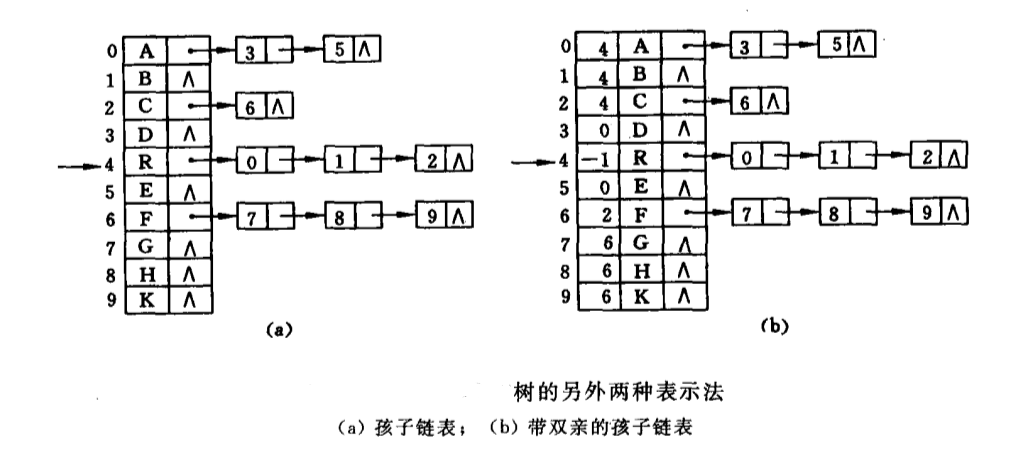 0 A 3 5 ∧
1 B ∧
2 C 6 ∧
3 D ∧
4 R 0 1 2 ∧
5 E ∧
6 F 7 8 9 ∧
7 G ∧
8 H ∧
9 K ∧
(a)
0 4 A 3 5 ∧
1 4 B ∧
2 4 C 6 ∧
3 0 D ∧
4 -1 R 0 1 2 ∧
5 0 E ∧
6 2 F 7 8 9 ∧
7 6 G ∧
8 6 H ∧
9 6 K ∧
(b)
树的另外两种表示法
(a) 孩子链表; (b) 带双亲的孩子链表